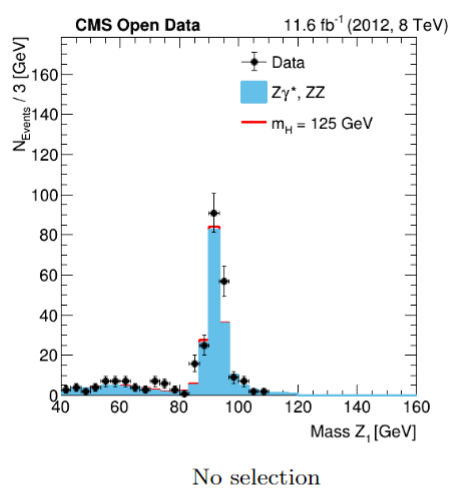 CMS Open Data 11.6 fb⁻¹ (2012, 8 TeV)
N_Events / 3 [GeV]
160
140
120
100
80
60
40
20
0
Data
Zγ*, ZZ
m_H = 125 GeV
40 60 80 100 120 140 160
Mass Z₁ [GeV]
No selection